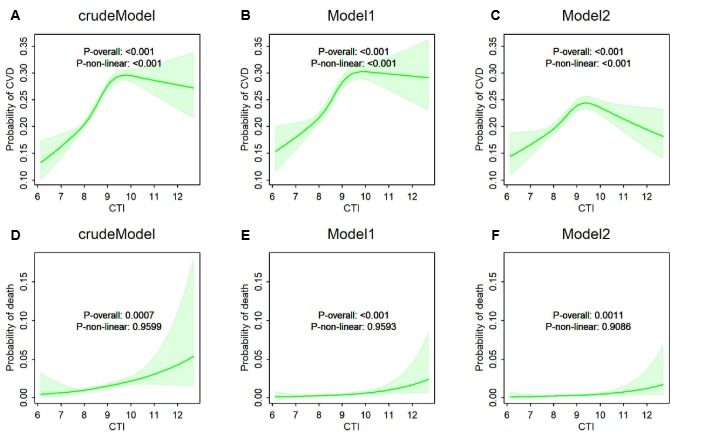 A crudeModel
B Model1
C Model2
P-overall: <0.001
P-non-linear: <0.001
P-overall: <0.001
P-non-linear: <0.001
P-overall: <0.001
P-non-linear: <0.001
Probability of CVD
0.35
0.30
0.25
0.20
0.15
0.10
6 7 8 9 10 11 12
CTI
Probability of CVD
0.35
0.30
0.25
0.20
0.15
0.10
6 7 8 9 10 11 12
CTI
Probability of CVD
0.35
0.30
0.25
0.20
0.15
0.10
6 7 8 9 10 11 12
CTI
D crudeModel
E Model1
F Model2
P-overall: 0.0007
P-non-linear: 0.9599
P-overall: <0.001
P-non-linear: 0.9593
P-overall: 0.0011
P-non-linear: 0.9086
Probability of death
0.15
0.10
0.05
0.00
6 7 8 9 10 11 12
CTI
Probability of death
0.15
0.10
0.05
0.00
6 7 8 9 10 11 12
CTI
Probability of death
0.15
0.10
0.05
0.00
6 7 8 9 10 11 12
CTI